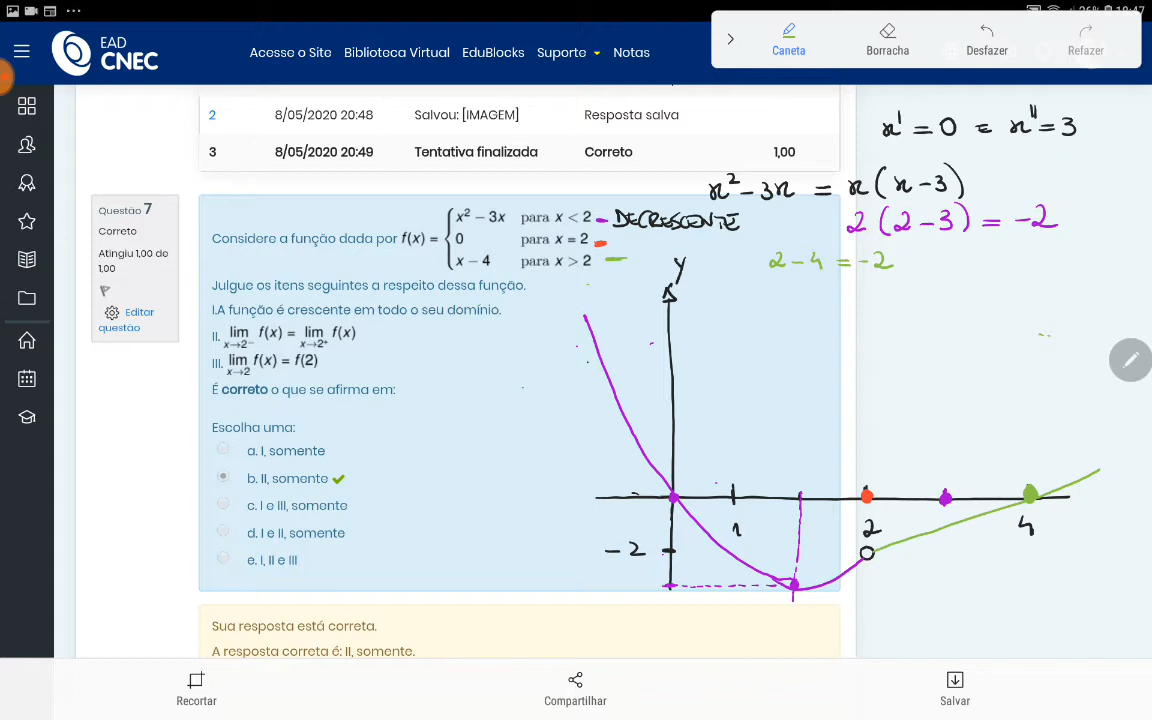 26% 18:47
EAD
CNEC
Acesso o Site Biblioteca Virtual EduBlocks Suporte Notas
Caneta Borracha Desfazer Refazer
2 8/05/2020 20:48 Salvou: [IMAGEM] Resposta salva
3 8/05/2020 20:49 Tentativa finalizada Correto 1,00
x' = 0 = x'' = 3
x² - 3x = x(x - 3)
2(2 - 3) = -2
2 - 4 = -2
Questão 7
Correto
Atingiu 1,00 de
1,00
Editar
questão
Considere a função dada por f(x) = { x² − 3x para x < 2 - DECRESCENTE
0 para x = 2
x − 4 para x > 2
Julgue os itens seguintes a respeito dessa função.
I.A função é crescente em todo o seu domínio.
II. lim x→2⁻ f(x) = lim x→2⁺ f(x)
III. lim x→2 f(x) = f(2)
É correto o que se afirma em:
Escolha uma:
a. I, somente
b. II, somente
c. I e III, somente
d. I e II, somente
e. I, II e III
y
1
2
4
-2
Sua resposta está correta.
A resposta correta é: II, somente.
Recortar Compartilhar Salvar